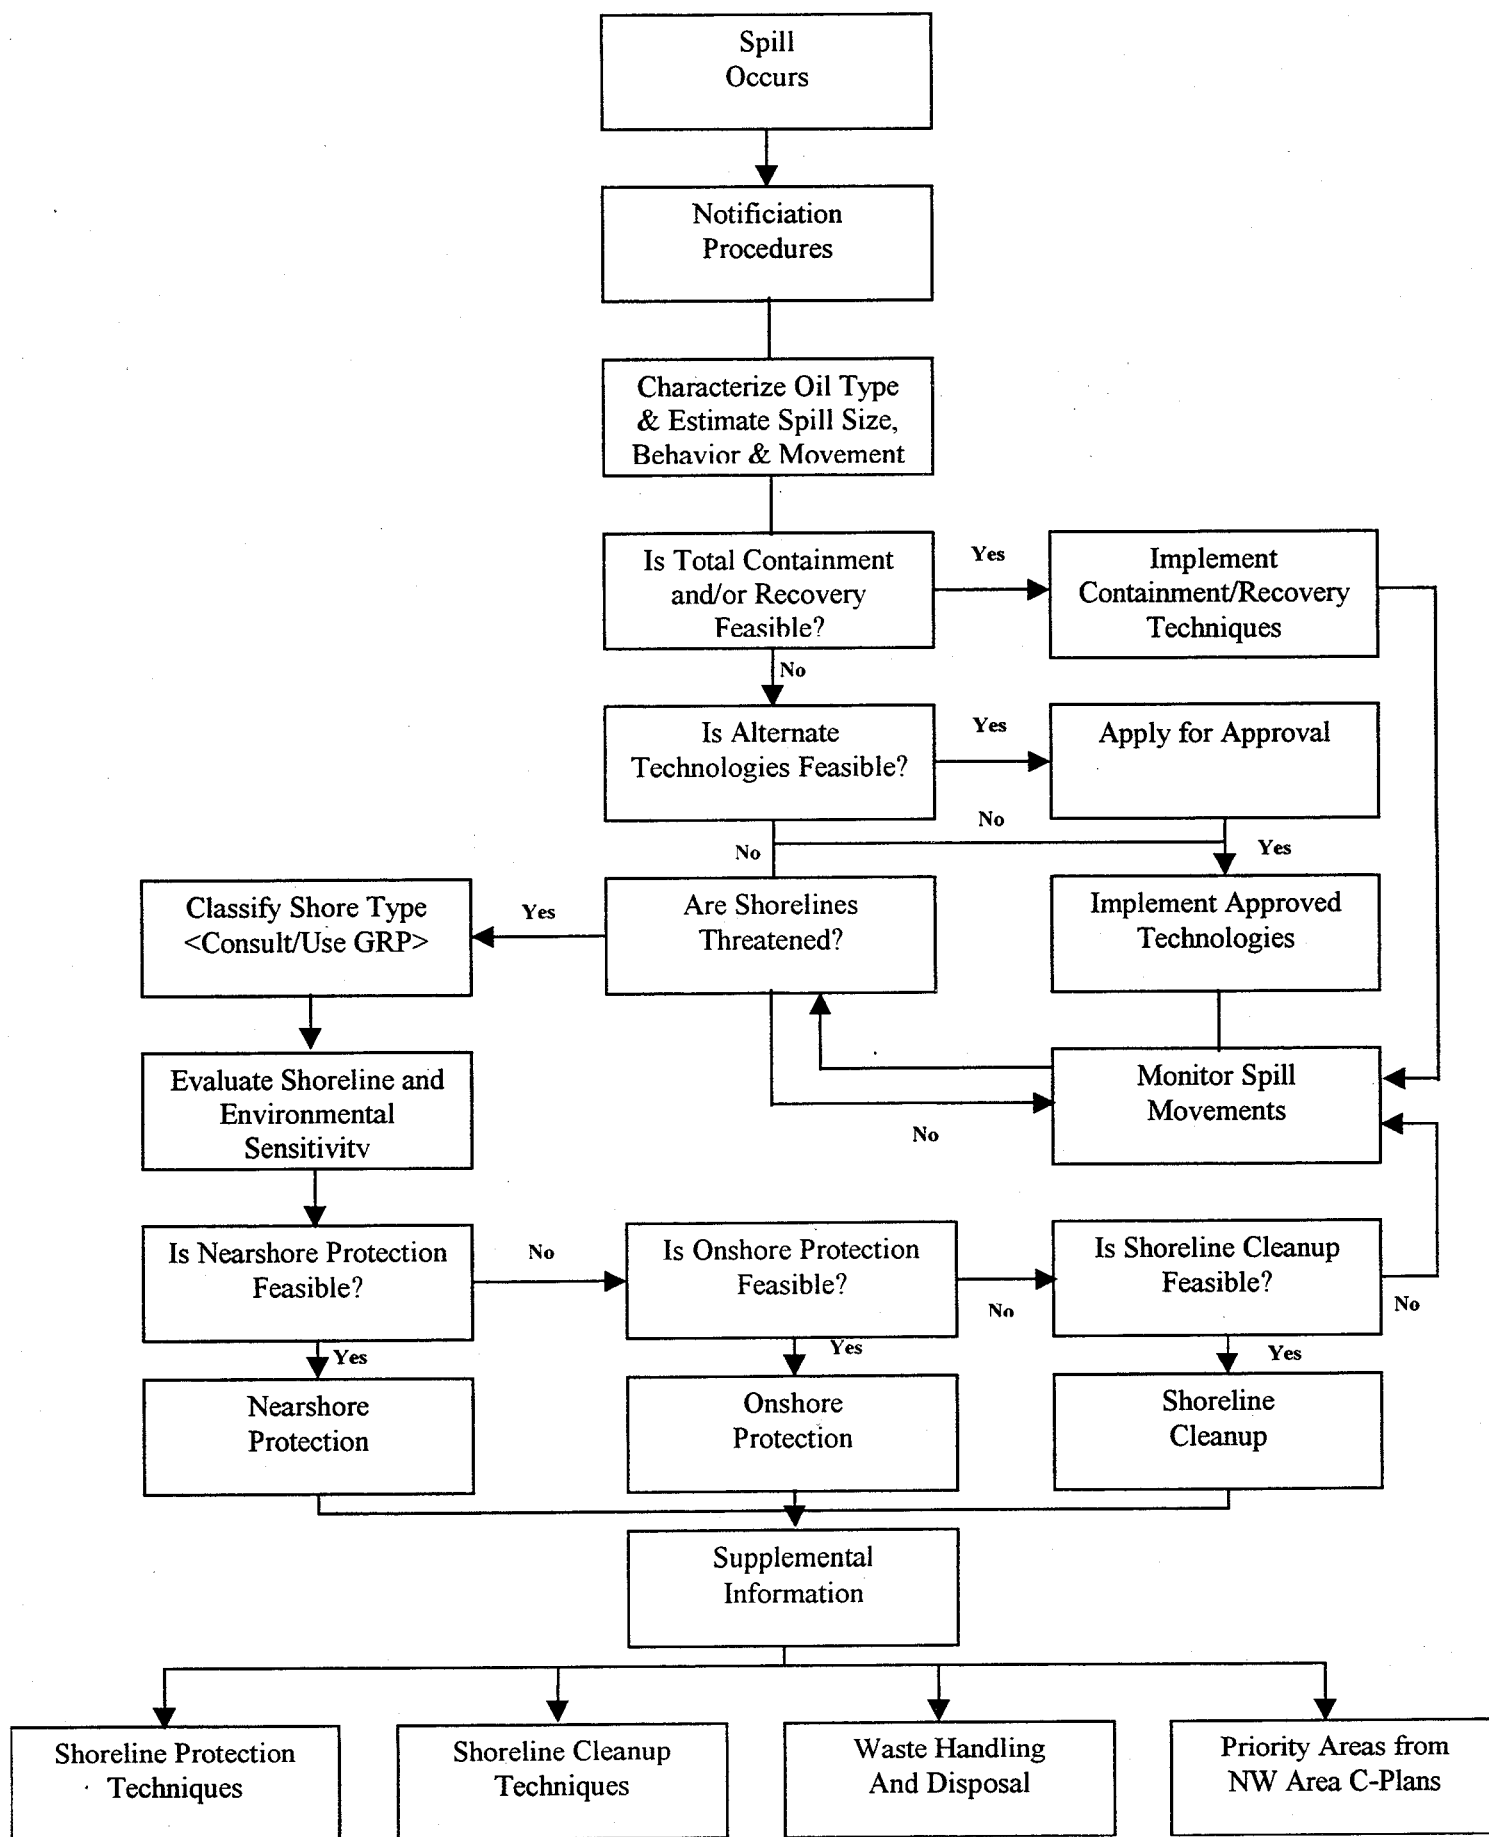 Spill
Occurs
Notificiation
Procedures
Characterize Oil Type
& Estimate Spill Size,
Behavior & Movement
Is Total Containment
and/or Recovery
Feasible?
Yes
Implement
Containment/Recovery
Techniques
No
Is Alternate
Technologies Feasible?
Yes
Apply for Approval
No
No
Yes
Classify Shore Type
<Consult/Use GRP>
Yes
Are Shorelines
Threatened?
Implement Approved
Technologies
Evaluate Shoreline and
Environmental
Sensitivity
Monitor Spill
Movements
No
Is Nearshore Protection
Feasible?
No
Is Onshore Protection
Feasible?
No
Is Shoreline Cleanup
Feasible?
No
Yes
Yes
Yes
Nearshore
Protection
Onshore
Protection
Shoreline
Cleanup
Supplemental
Information
Shoreline Protection
Techniques
Shoreline Cleanup
Techniques
Waste Handling
And Disposal
Priority Areas from
NW Area C-Plans